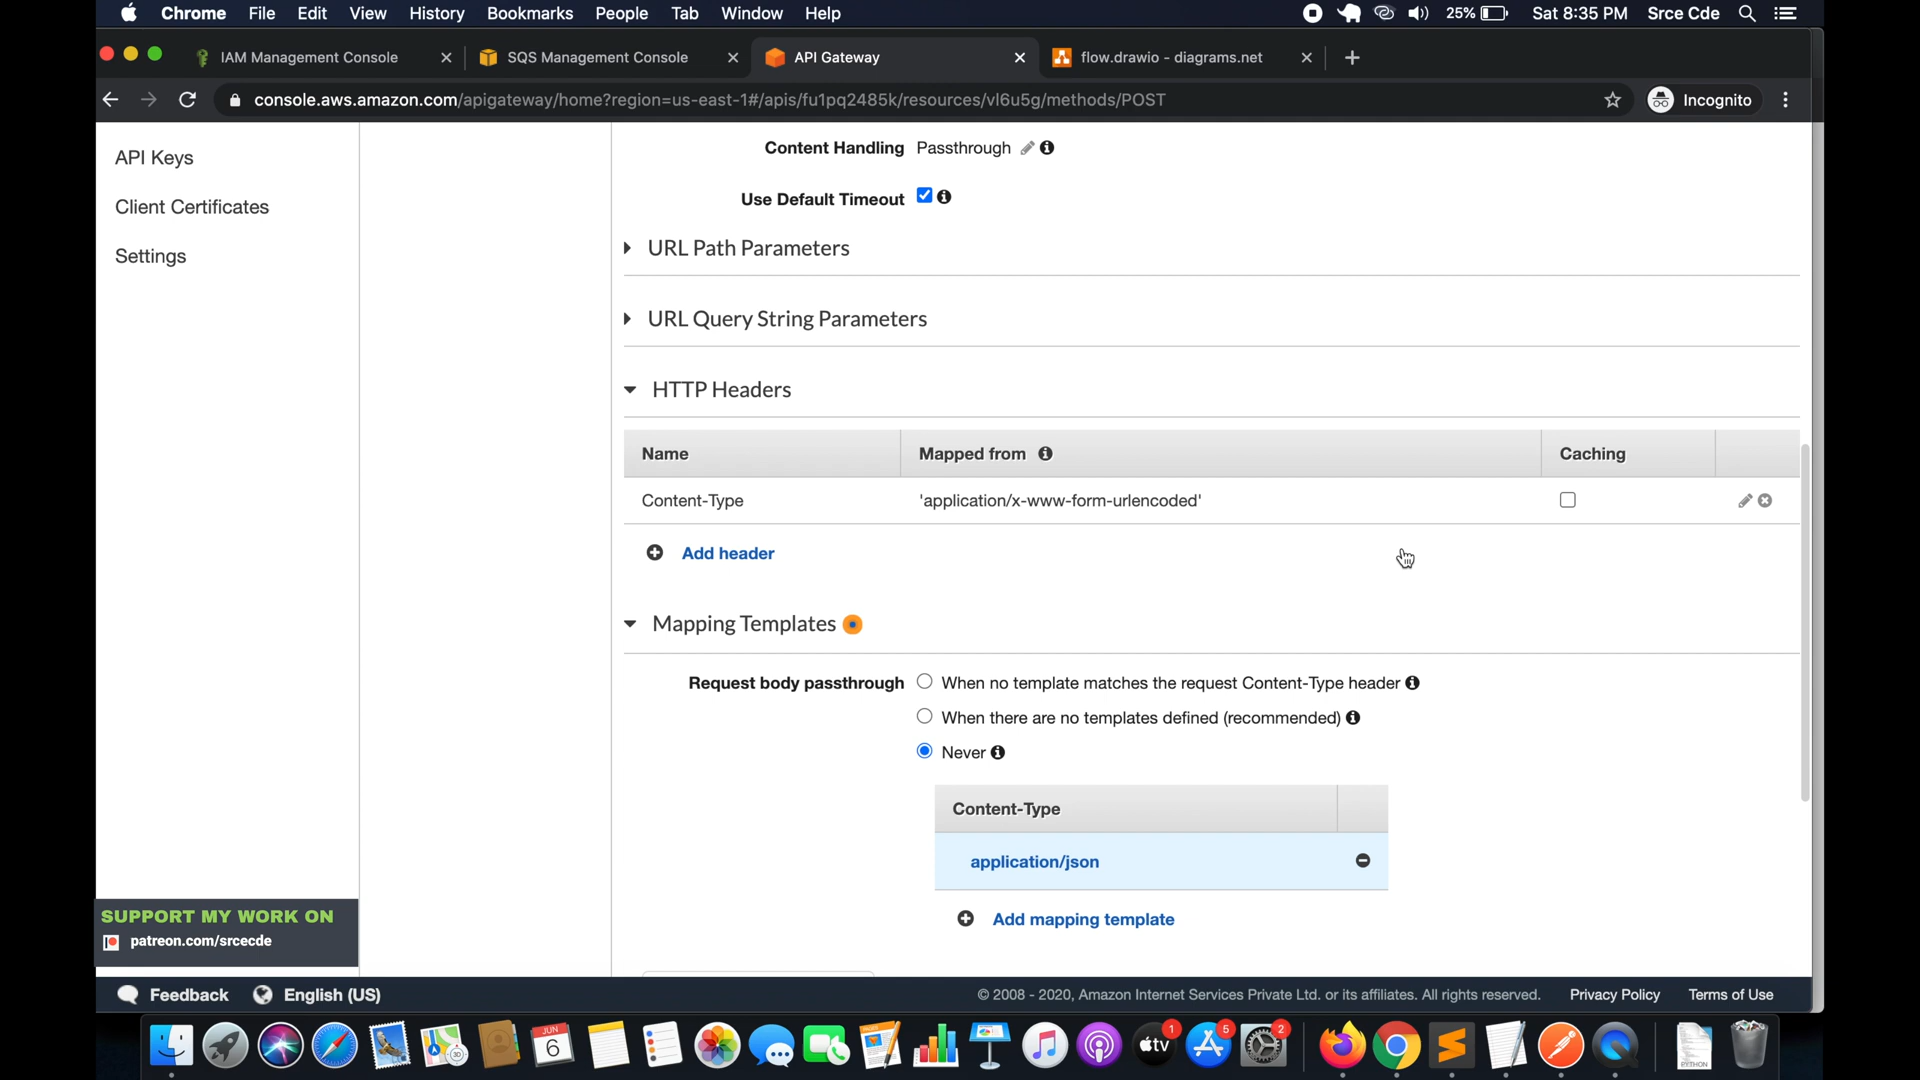 Chrome File Edit View History Bookmarks People Tab Window Help 25% Sat 8:35 PM Srce Cde
IAM Management Console SQS Management Console API Gateway flow.drawio - diagrams.net
console.aws.amazon.com/apigateway/home?region=us-east-1#/apis/fu1pq2485k/resources/vl6u5g/methods/POST Incognito
API Keys
Client Certificates
Settings
Content Handling Passthrough
Use Default Timeout
URL Path Parameters
URL Query String Parameters
HTTP Headers
Name Mapped from Caching
Content-Type 'application/x-www-form-urlencoded'
Add header
Mapping Templates
Request body passthrough When no template matches the request Content-Type header
When there are no templates defined (recommended)
Never
Content-Type
application/json
Add mapping template
SUPPORT MY WORK ON
patreon.com/srcecde
Feedback English (US) © 2008 - 2020, Amazon Internet Services Private Ltd. or its affiliates. All rights reserved. Privacy Policy Terms of Use
JUN
6
tv 1
5
2
PYTHON